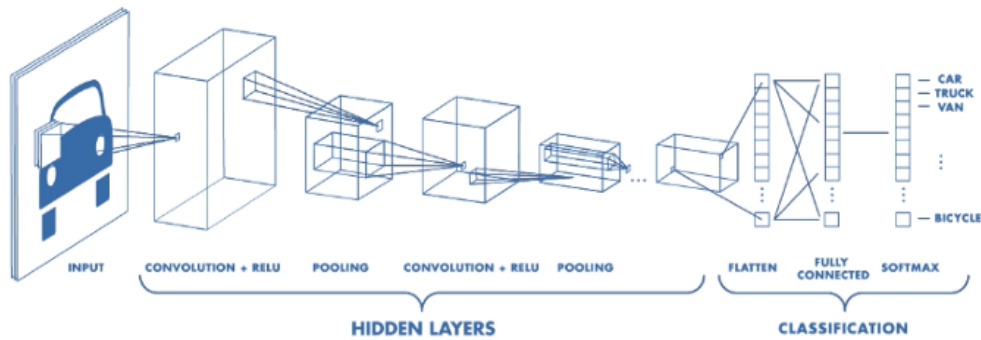 CAR
TRUCK
VAN
BICYCLE
INPUT
CONVOLUTION + RELU
POOLING
CONVOLUTION + RELU
POOLING
FLATTEN
FULLY
CONNECTED
SOFTMAX
HIDDEN LAYERS
CLASSIFICATION